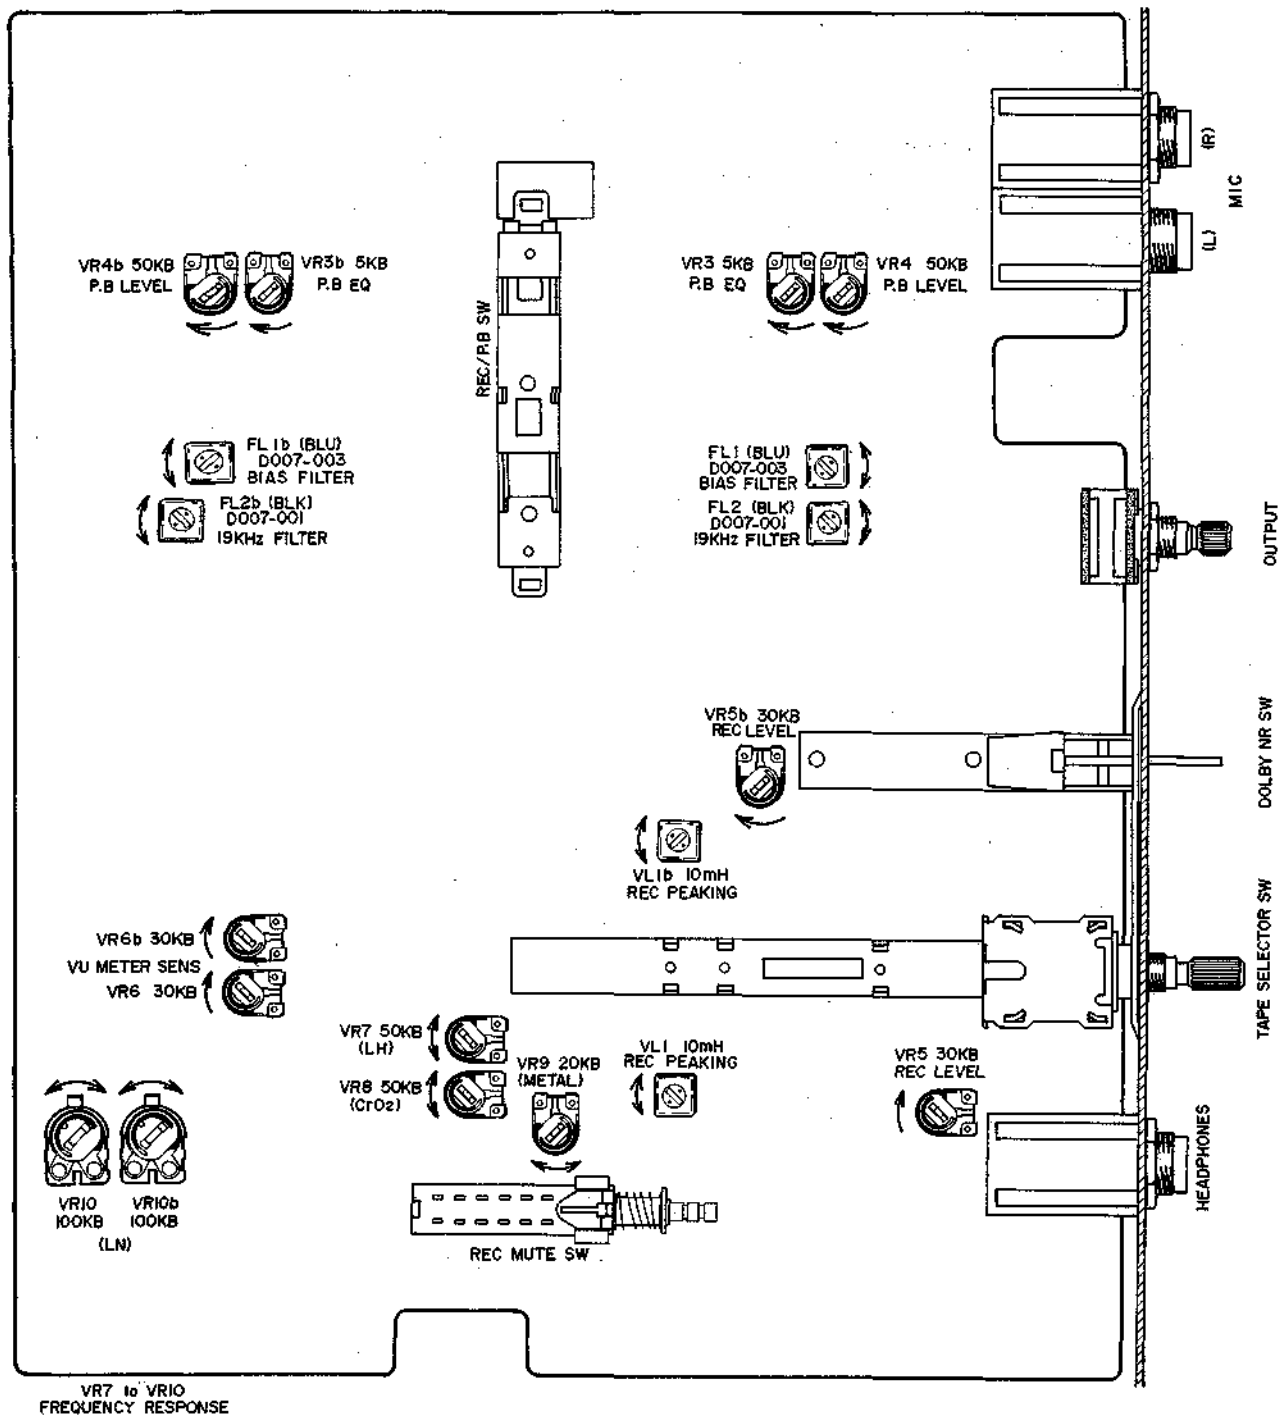 (R)
MIC
(L)
VR4b 50KB
P.B LEVEL
VR3b 5KB
P.B EQ
REC/P.B SW
VR3 5KB
P.B EQ
VR4 50KB
P.B LEVEL
FL1b (BLU)
D007-003
BIAS FILTER
FL2b (BLK)
D007-001
19KHz FILTER
FL1 (BLU)
D007-003
BIAS FILTER
FL2 (BLK)
D007-001
19KHz FILTER
OUTPUT
VR5b 30KB
REC LEVEL
DOLBY NR SW
VL1b 10mH
REC PEAKING
VR6b 30KB
VU METER SENS
VR6 30KB
TAPE SELECTOR SW
VR7 50KB
(LH)
VR8 50KB
(CrO2)
VR9 20KB
(METAL)
VL1 10mH
REC PEAKING
VR5 30KB
REC LEVEL
HEADPHONES
VR10
100KB
VR10b
100KB
(LN)
REC MUTE SW
VR7 to VR10
FREQUENCY RESPONSE